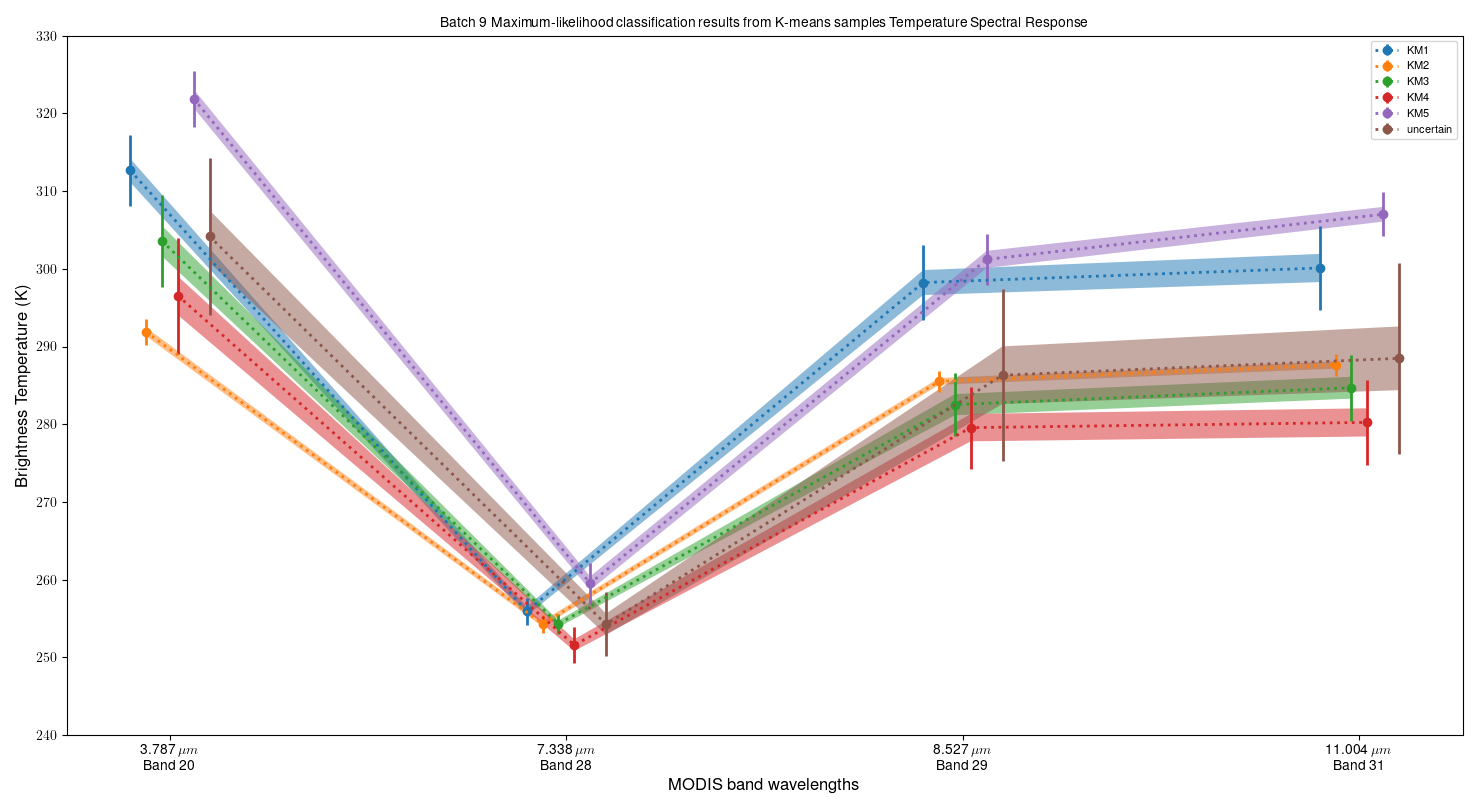 Batch 9 Maximum-likelihood classification results from K-means samples Temperature Spectral Response
330
320
310
300
290
280
270
260
250
240
Brightness Temperature (K)
KM1
KM2
KM3
KM4
KM5
uncertain
3.787 μm
Band 20
7.338 μm
Band 28
8.527 μm
Band 29
11.004 μm
Band 31
MODIS band wavelengths